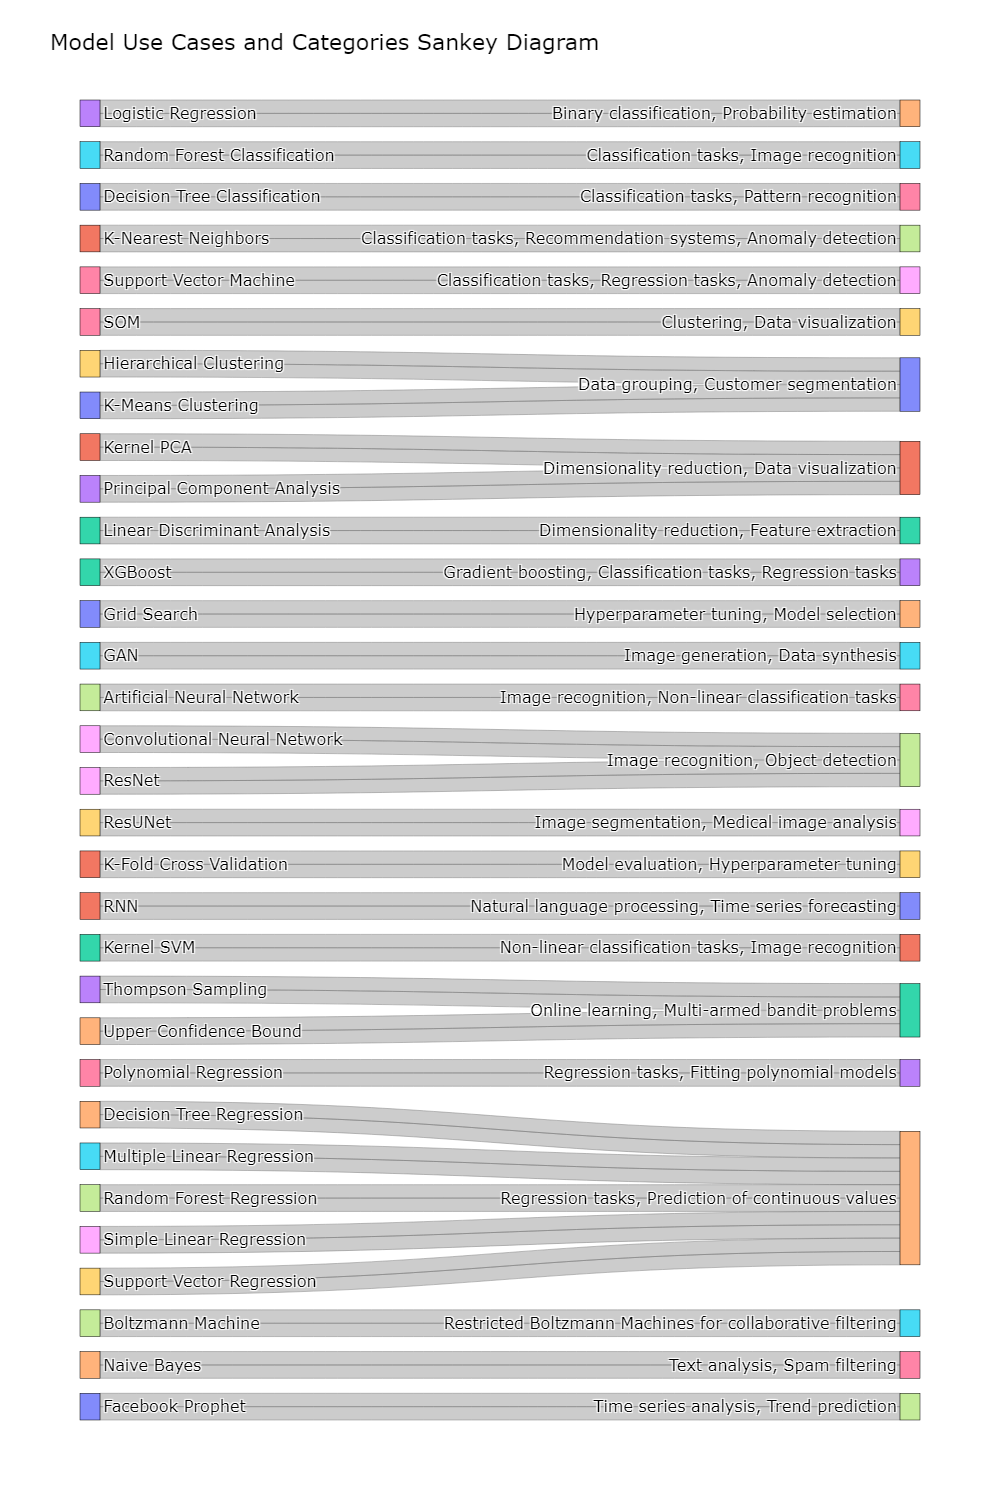 Model Use Cases and Categories Sankey Diagram
Logistic Regression Binary classification, Probability estimation
Random Forest Classification Classification tasks, Image recognition
Decision Tree Classification Classification tasks, Pattern recognition
K-Nearest Neighbors Classification tasks, Recommendation systems, Anomaly detection
Support Vector Machine Classification tasks, Regression tasks, Anomaly detection
SOM Clustering, Data visualization
Hierarchical Clustering
Data grouping, Customer segmentation
K-Means Clustering
Kernel PCA
Dimensionality reduction, Data visualization
Principal Component Analysis
Linear Discriminant Analysis Dimensionality reduction, Feature extraction
XGBoost Gradient boosting, Classification tasks, Regression tasks
Grid Search Hyperparameter tuning, Model selection
GAN Image generation, Data synthesis
Artificial Neural Network Image recognition, Non-linear classification tasks
Convolutional Neural Network
Image recognition, Object detection
ResNet
ResUNet Image segmentation, Medical image analysis
K-Fold Cross Validation Model evaluation, Hyperparameter tuning
RNN Natural language processing, Time series forecasting
Kernel SVM Non-linear classification tasks, Image recognition
Thompson Sampling
Online learning, Multi-armed bandit problems
Upper Confidence Bound
Polynomial Regression Regression tasks, Fitting polynomial models
Decision Tree Regression
Multiple Linear Regression
Random Forest Regression Regression tasks, Prediction of continuous values
Simple Linear Regression
Support Vector Regression
Boltzmann Machine Restricted Boltzmann Machines for collaborative filtering
Naive Bayes Text analysis, Spam filtering
Facebook Prophet Time series analysis, Trend prediction